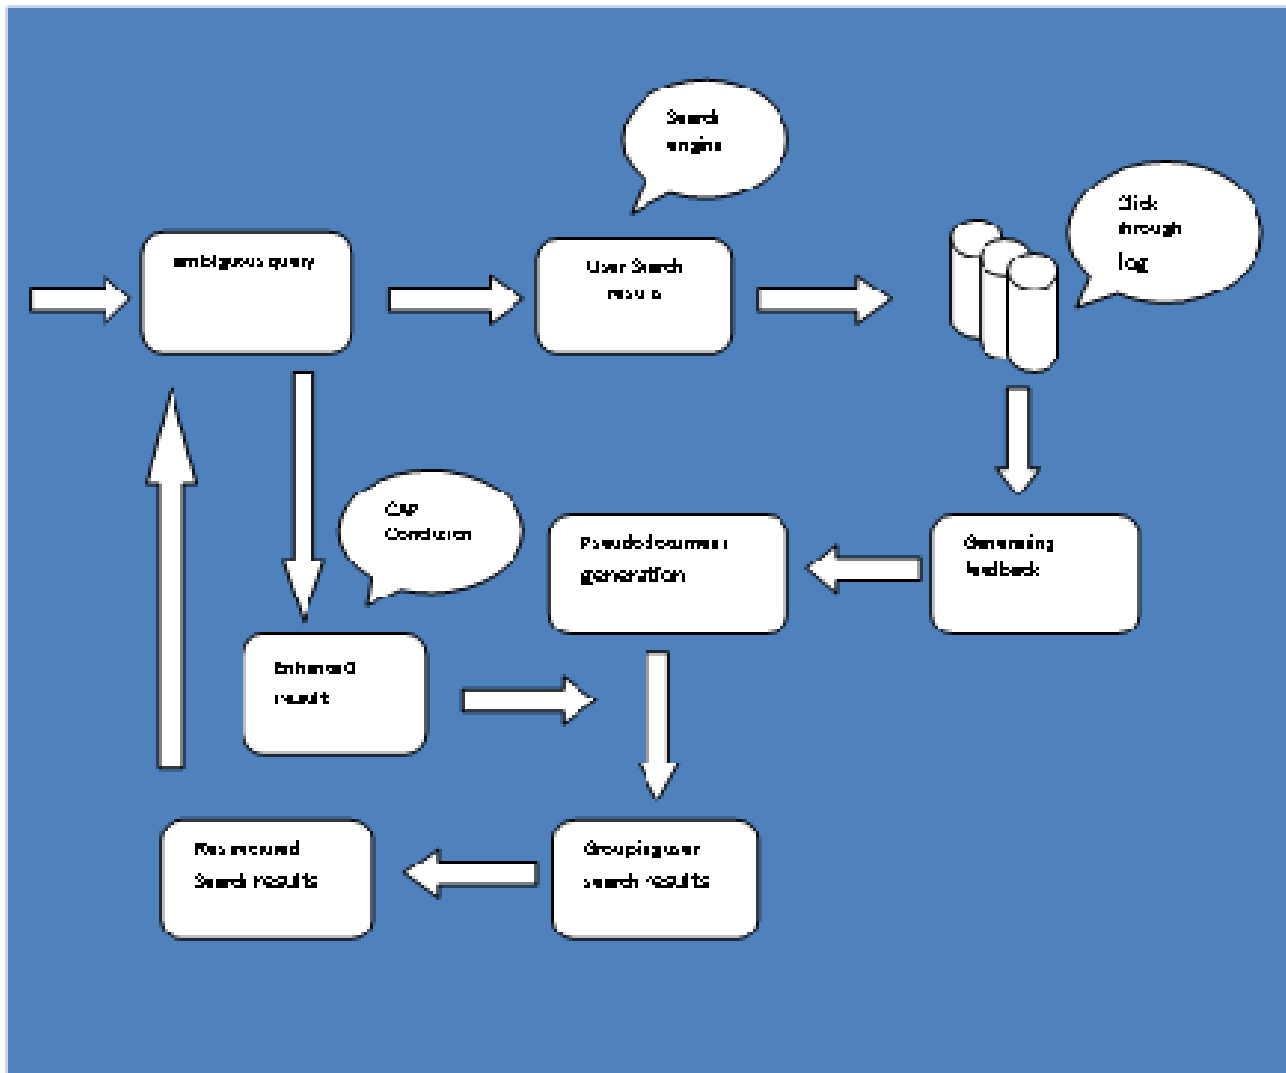 Search
engine
Click
through
log
ambiguous query
User Search
results
CAP
Conclusion
Pseudodocument
generation
Generating
feedback
Enhanced
result
Restructured
Search results
Grouping user
search results